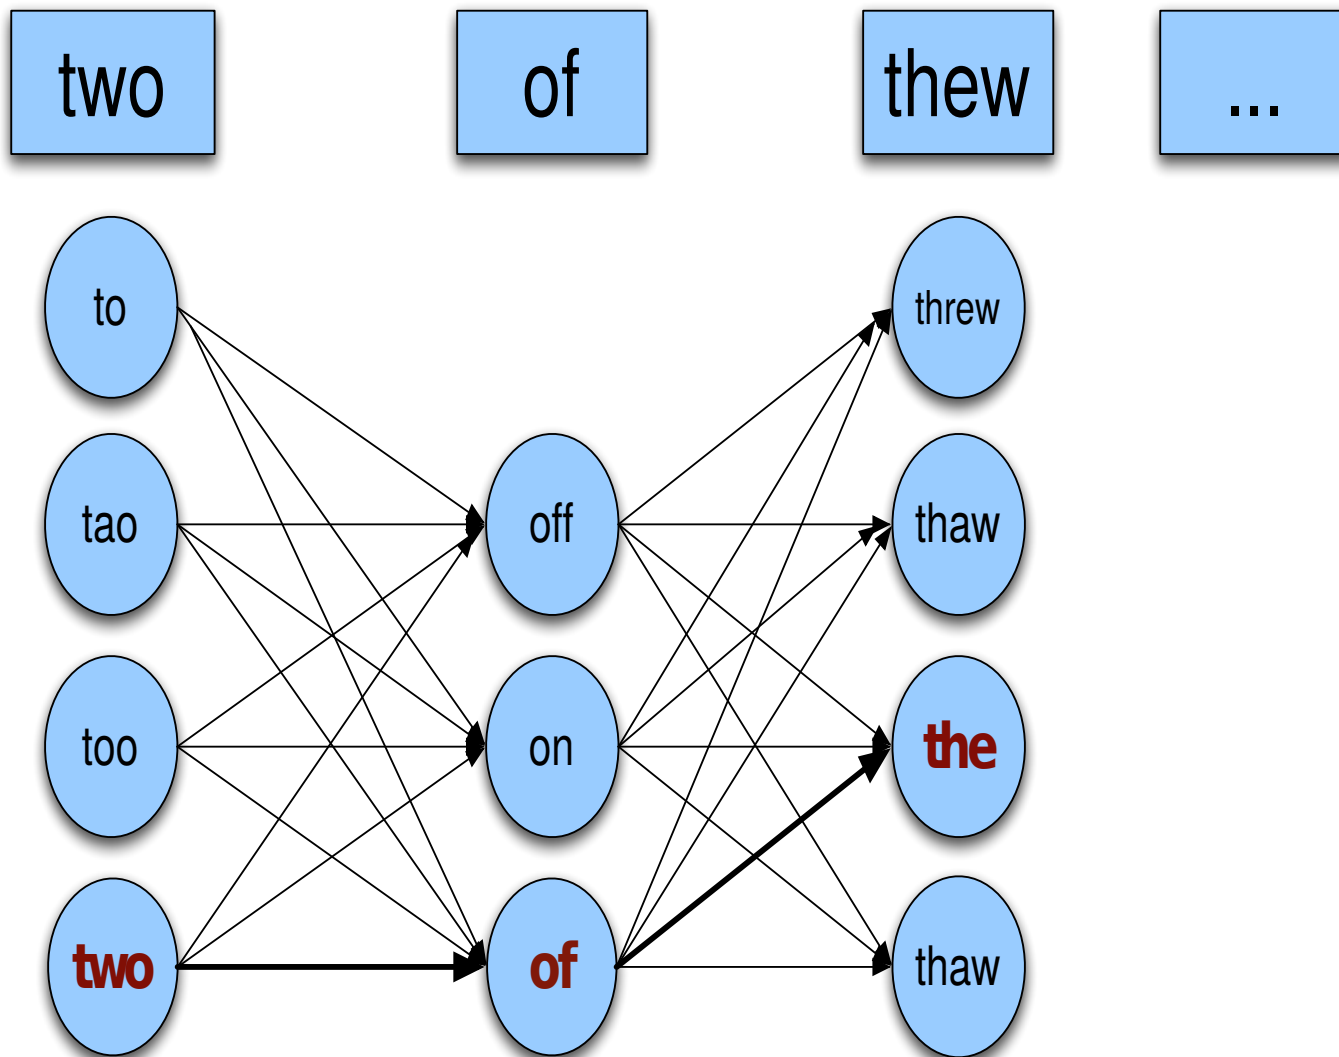 two of thew ...
to threw
tao off thaw
too on the
two of thaw